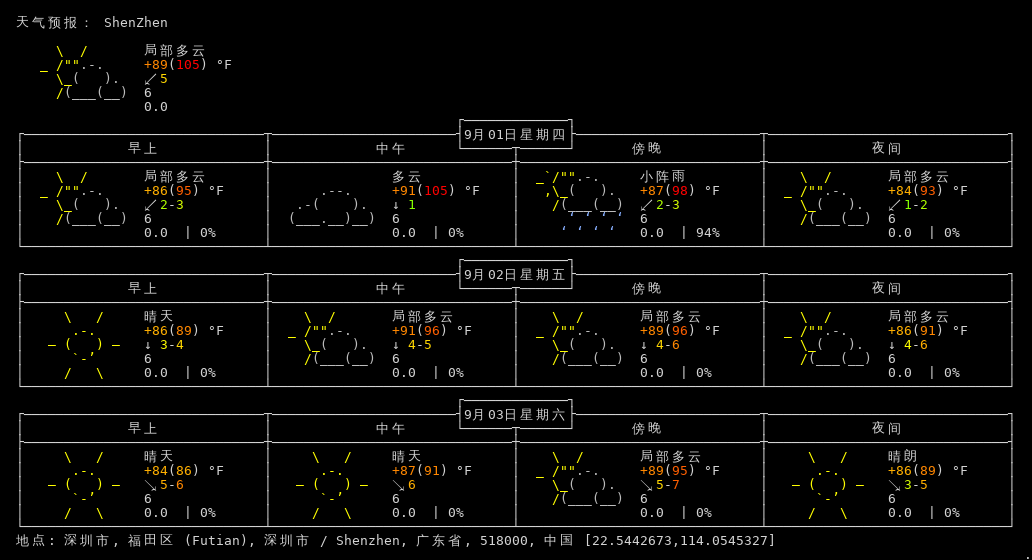 天气预报： ShenZhen
局部多云
+89(105) °F
↙ 5
6
0.0
9月01日星期四
早上 中午 傍晚 夜间
局部多云 多云 小阵雨 局部多云
+86(95) °F +91(105) °F +87(98) °F +84(93) °F
↙ 2-3 ↓ 1 ↙ 2-3 ↙ 1-2
6 6 6 6
0.0 | 0% 0.0 | 0% 0.0 | 94% 0.0 | 0%
9月02日星期五
早上 中午 傍晚 夜间
晴天 局部多云 局部多云 局部多云
+86(89) °F +91(96) °F +89(96) °F +86(91) °F
↓ 3-4 ↓ 4-5 ↓ 4-6 ↓ 4-6
6 6 6 6
0.0 | 0% 0.0 | 0% 0.0 | 0% 0.0 | 0%
9月03日星期六
早上 中午 傍晚 夜间
晴天 晴天 局部多云 晴朗
+84(86) °F +87(91) °F +89(95) °F +86(89) °F
↘ 5-6 ↘ 6 ↘ 5-7 ↘ 3-5
6 6 6 6
0.0 | 0% 0.0 | 0% 0.0 | 0% 0.0 | 0%
地点: 深圳市, 福田区 (Futian), 深圳市 / Shenzhen, 广东省, 518000, 中国 [22.5442673,114.0545327]